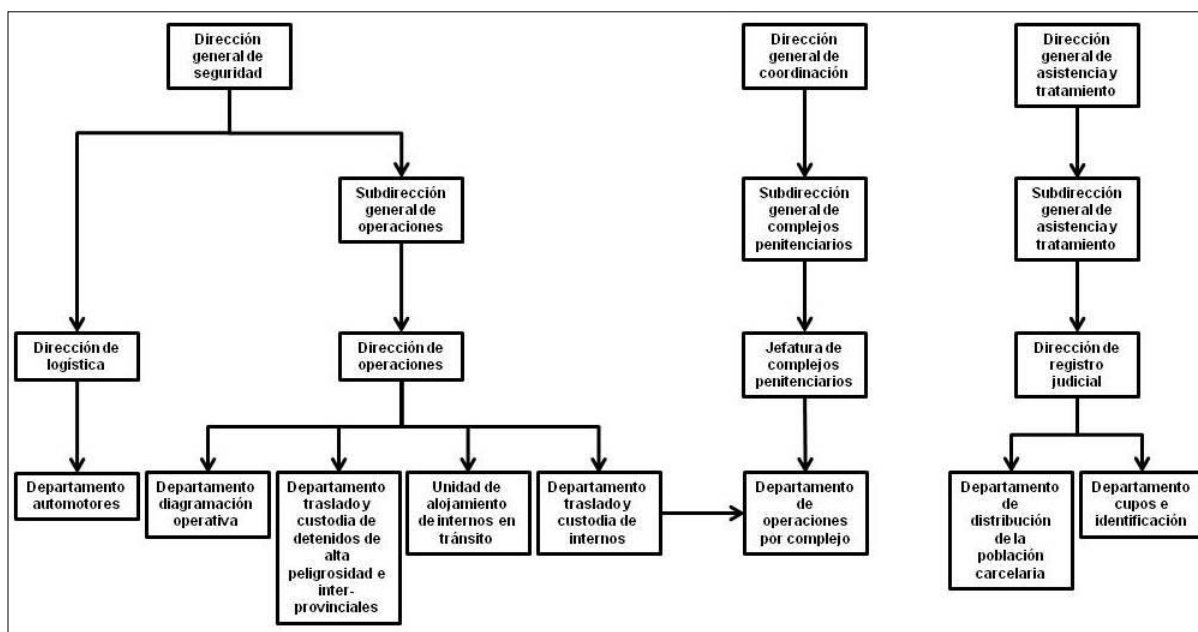 Dirección
general de
seguridad
Dirección
general de
coordinación
Dirección
general de
asistencia y
tratamiento
Subdirección
general de
operaciones
Subdirección
general de
complejos
penitenciarios
Subdirección
general de
asistencia y
tratamiento
Dirección de
logística
Dirección de
operaciones
Jefatura de
complejos
penitenciarios
Dirección de
registro
judicial
Departamento
automotores
Departamento
diagramación
operativa
Departamento
traslado y
custodia de
detenidos de
alta
peligrosidad e
inter-
provinciales
Unidad de
alojamiento
de internos en
tránsito
Departamento
traslado y
custodia de
internos
Departamento
de
operaciones
por complejo
Departamento
de
distribución
de la
población
carcelaria
Departamento
cupos e
identificación